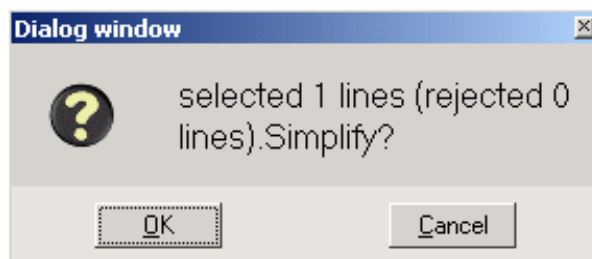 Dialog window
selected 1 lines (rejected 0
lines).Simplify?
OK
Cancel